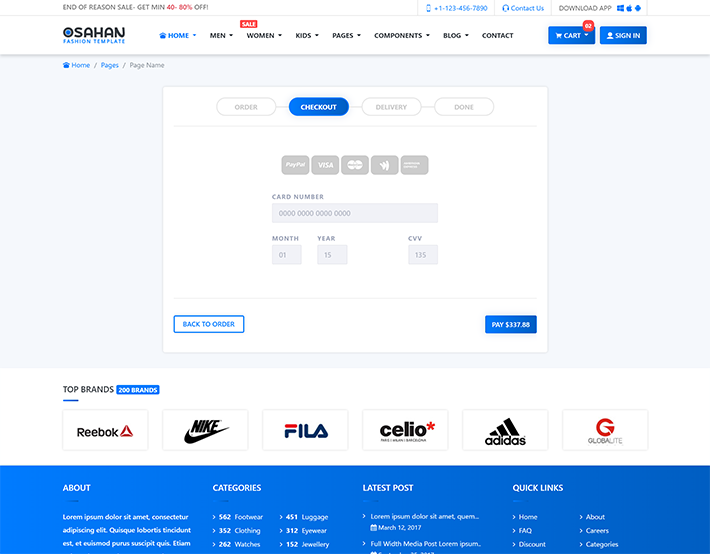 END OF REASON SALE- GET MIN 40- 80% OFF!
+1-123-456-7890
Contact Us
DOWNLOAD APP
OSAHAN
FASHION TEMPLATE
HOME
MEN
SALE
WOMEN
KIDS
PAGES
COMPONENTS
BLOG
CONTACT
CART
02
SIGN IN
Home / Pages / Page Name
ORDER
CHECKOUT
DELIVERY
DONE
PayPal
VISA
CARD NUMBER
0000 0000 0000 0000
MONTH YEAR CVV
01 15 135
BACK TO ORDER
PAY $337.88
TOP BRANDS 200 BRANDS
Reebok
NIKE
FILA
celio*
PARIS | MILAN | BARCELONA
adidas
G
GLOBALITE
ABOUT
Lorem ipsum dolor sit amet, consectetur
adipiscing elit. Quisque lobortis tincidunt
est, et euismod purus suscipit quis. Etiam
CATEGORIES
562 Footwear
451 Luggage
352 Clothing
312 Eyewear
262 Watches
152 Jewellery
LATEST POST
Lorem ipsum dolor sit amet, quem...
March 12, 2017
Full Width Media Post Lorem ipsum..
QUICK LINKS
Home
About
FAQ
Careers
Discount
Categories